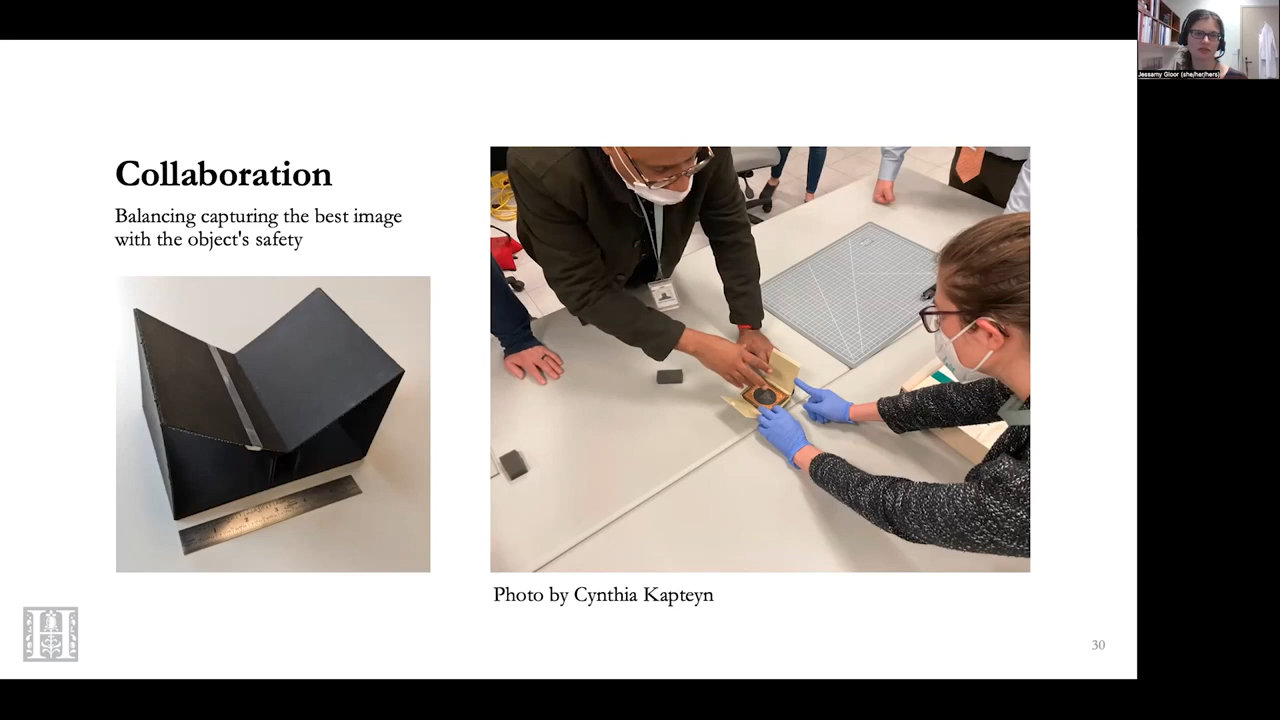 Jessamy Gloor (she/her/hers)
Collaboration
Balancing capturing the best image
with the object's safety
Photo by Cynthia Kapteyn
H
30